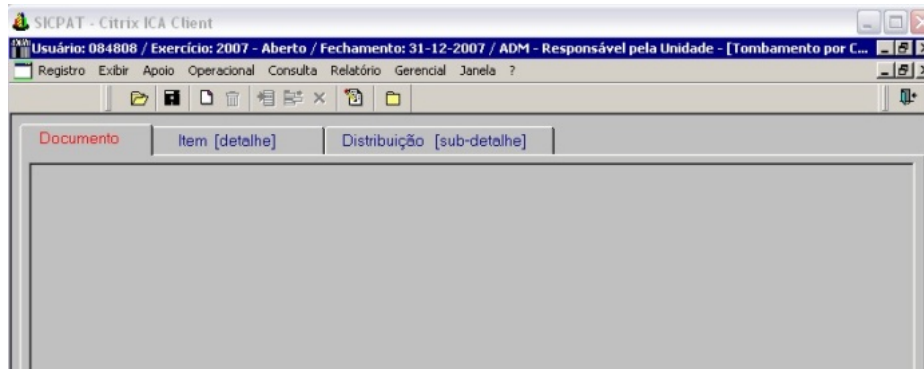 SICPAT - Citrix ICA Client
Usuário: 084808 / Exercício: 2007 - Aberto / Fechamento: 31-12-2007 / ADM - Responsável pela Unidade - [Tombamento por C...
Registro Exibir Apoio Operacional Consulta Relatório Gerencial Janela ?
Documento Item [detalhe] Distribuição [sub-detalhe]